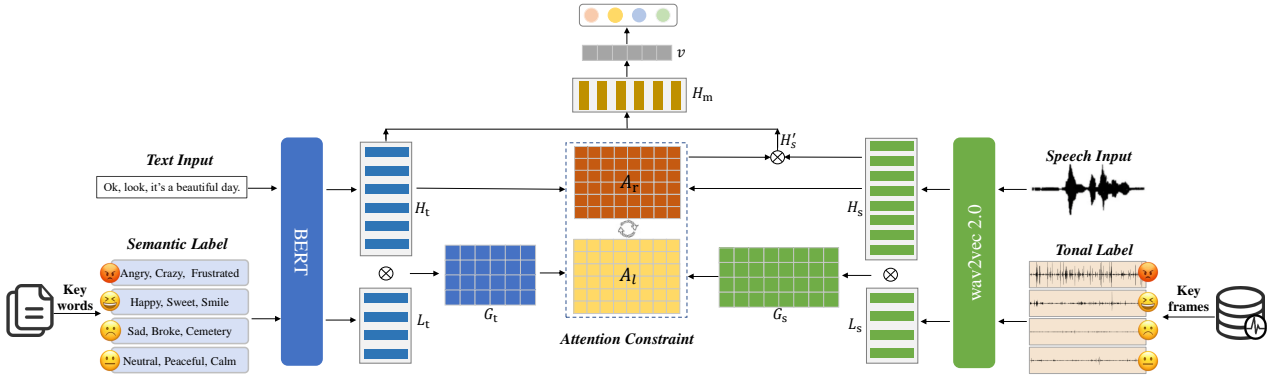 v
H_m
H'_s
Text Input
Ok, look, it's a beautiful day.
BERT
H_t
A_r
H_s
wav2vec 2.0
Speech Input
Semantic Label
Key
words
Angry, Crazy, Frustrated
Happy, Sweet, Smile
Sad, Broke, Cemetery
Neutral, Peaceful, Calm
L_t
G_t
A_l
Attention Constraint
G_s
L_s
Tonal Label
Key
frames